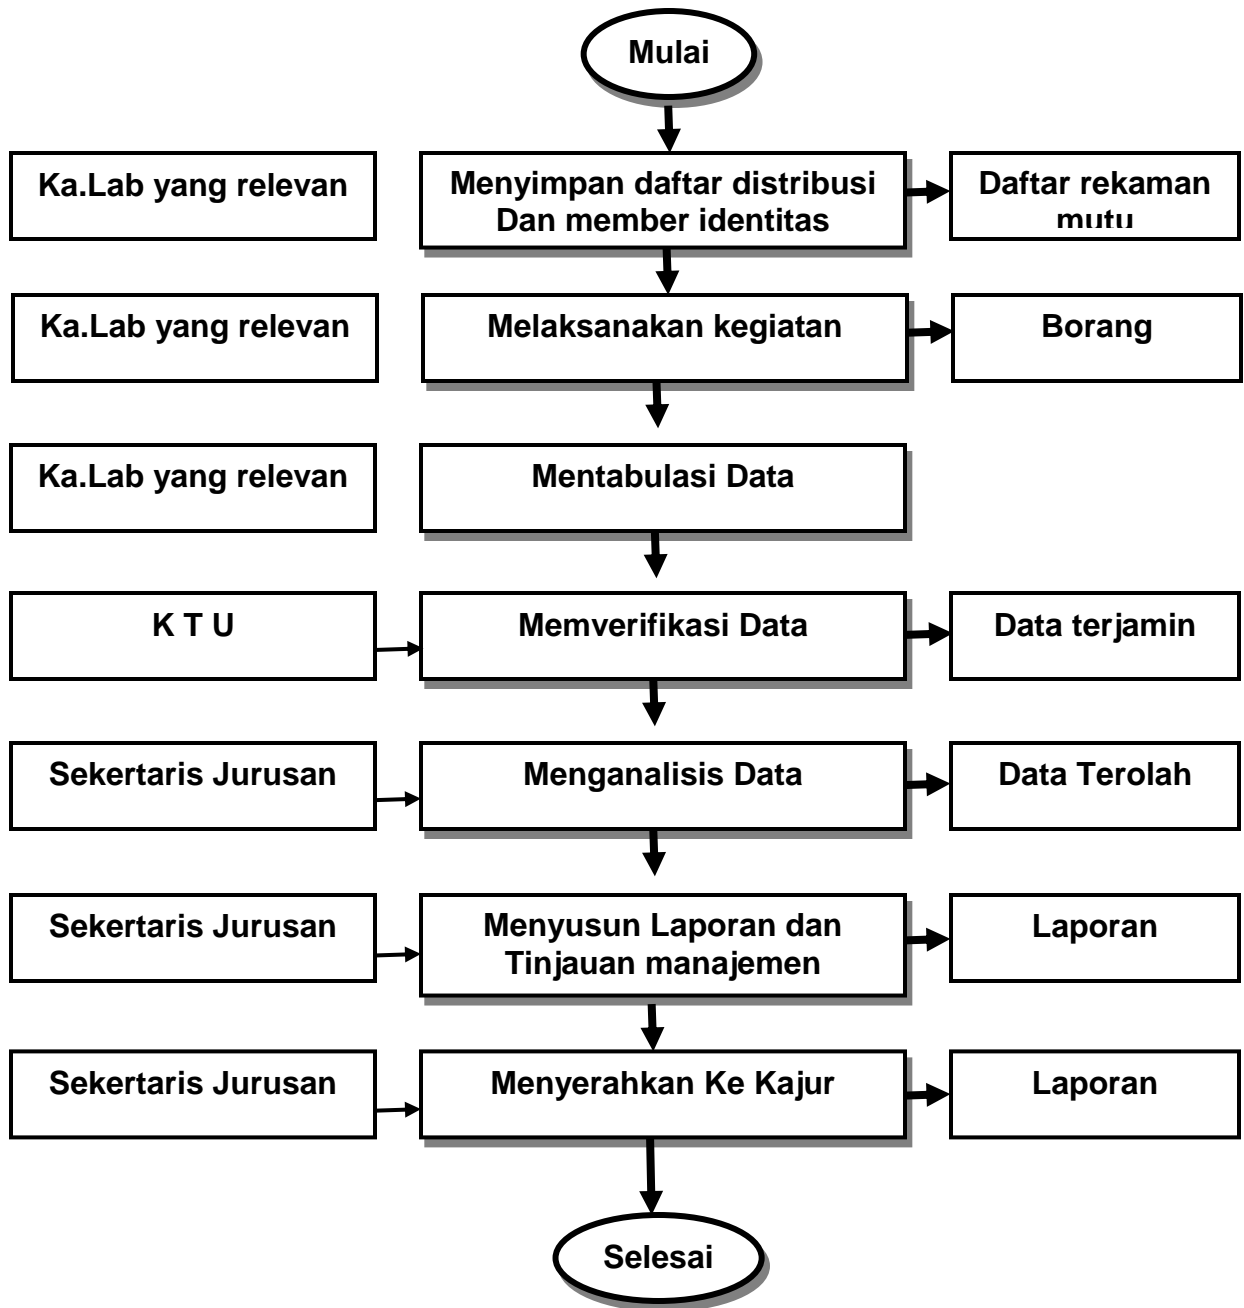 Mulai
Ka.Lab yang relevan
Menyimpan daftar distribusi
Dan member identitas
Daftar rekaman
mutu
Ka.Lab yang relevan
Melaksanakan kegiatan
Borang
Ka.Lab yang relevan
Mentabulasi Data
K T U
Memverifikasi Data
Data terjamin
Sekertaris Jurusan
Menganalisis Data
Data Terolah
Sekertaris Jurusan
Menyusun Laporan dan
Tinjauan manajemen
Laporan
Sekertaris Jurusan
Menyerahkan Ke Kajur
Laporan
Selesai